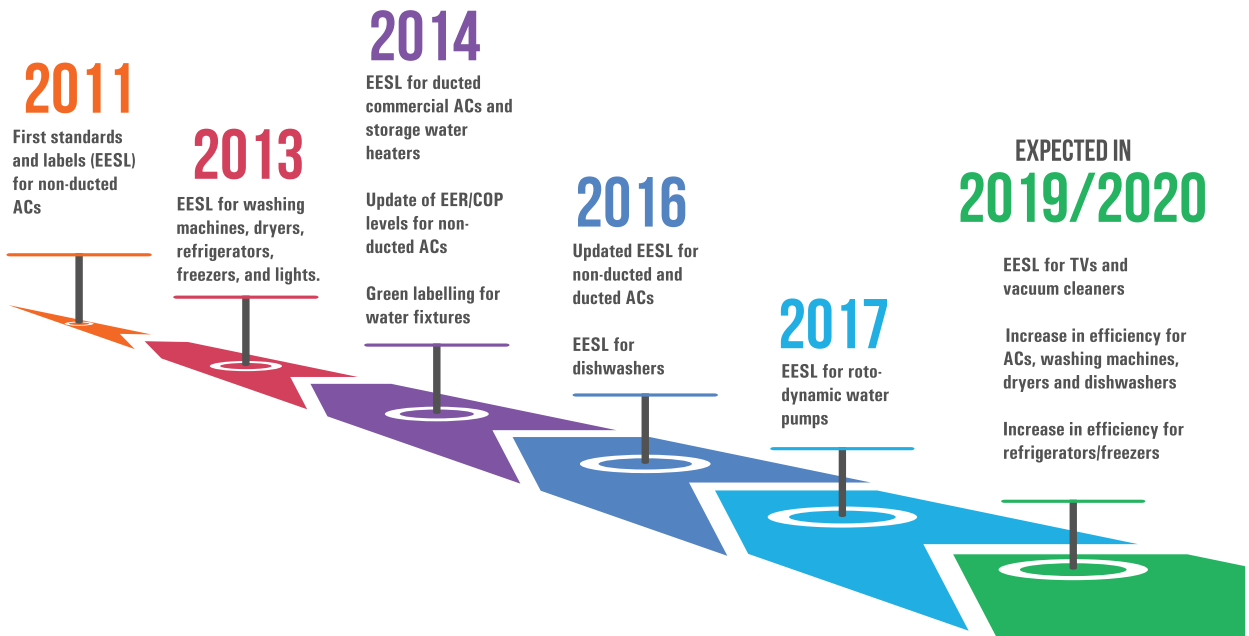 2011
First standards
and labels (EESL)
for non-ducted
ACs
2013
EESL for washing
machines, dryers,
refrigerators,
freezers, and lights.
2014
EESL for ducted
commercial ACs and
storage water
heaters
Update of EER/COP
levels for non-
ducted ACs
Green labelling for
water fixtures
2016
Updated EESL for
non-ducted and
ducted ACs
EESL for
dishwashers
2017
EESL for roto-
dynamic water
pumps
EXPECTED IN
2019/2020
EESL for TVs and
vacuum cleaners
Increase in efficiency for
ACs, washing machines,
dryers and dishwashers
Increase in efficiency for
refrigerators/freezers